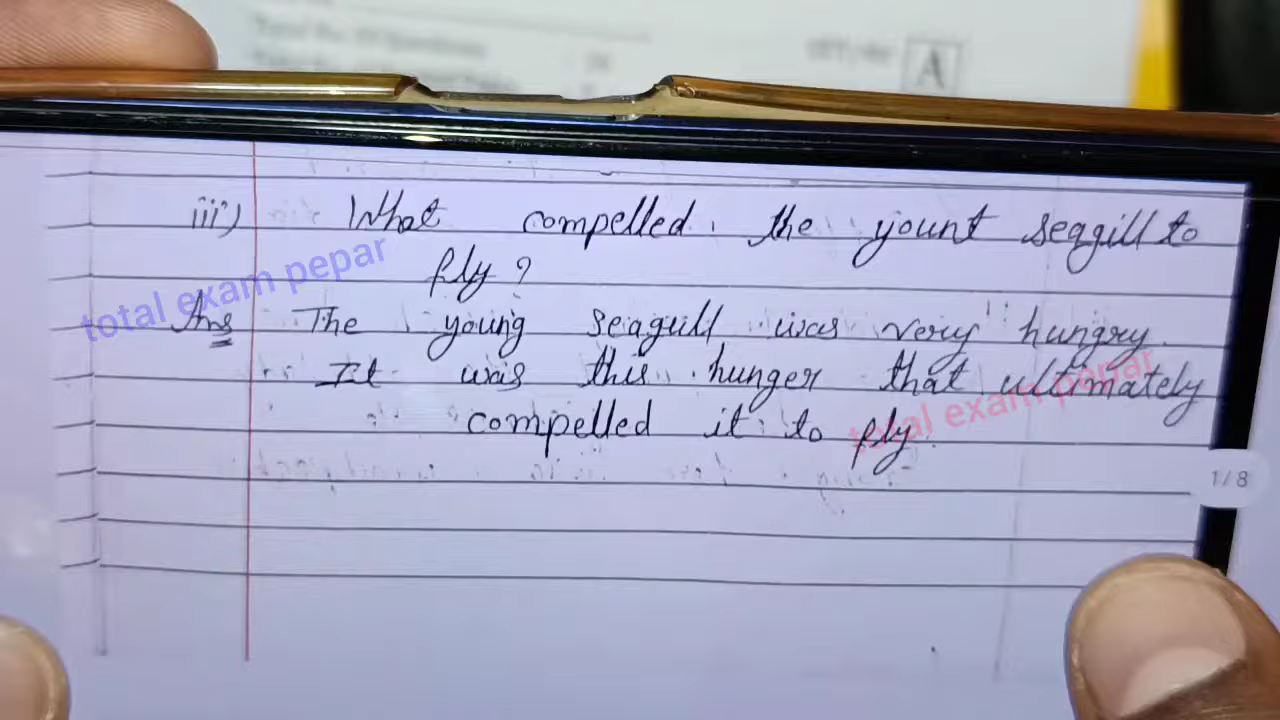 A
iii) What compelled the yount seagill to
fly?
Ans The young seagull was very hungry.
It was this hunger that ultimately
compelled it to fly.
total exam pepar
total exam pepar
1/8